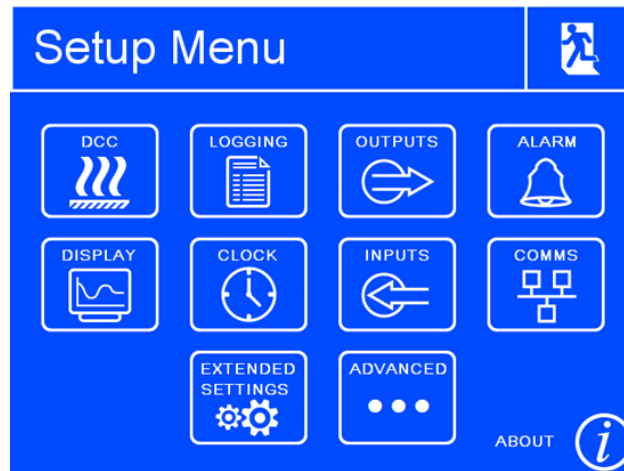 Setup Menu
DCC
LOGGING
OUTPUTS
ALARM
DISPLAY
CLOCK
INPUTS
COMMS
EXTENDED
SETTINGS
ADVANCED
ABOUT
i